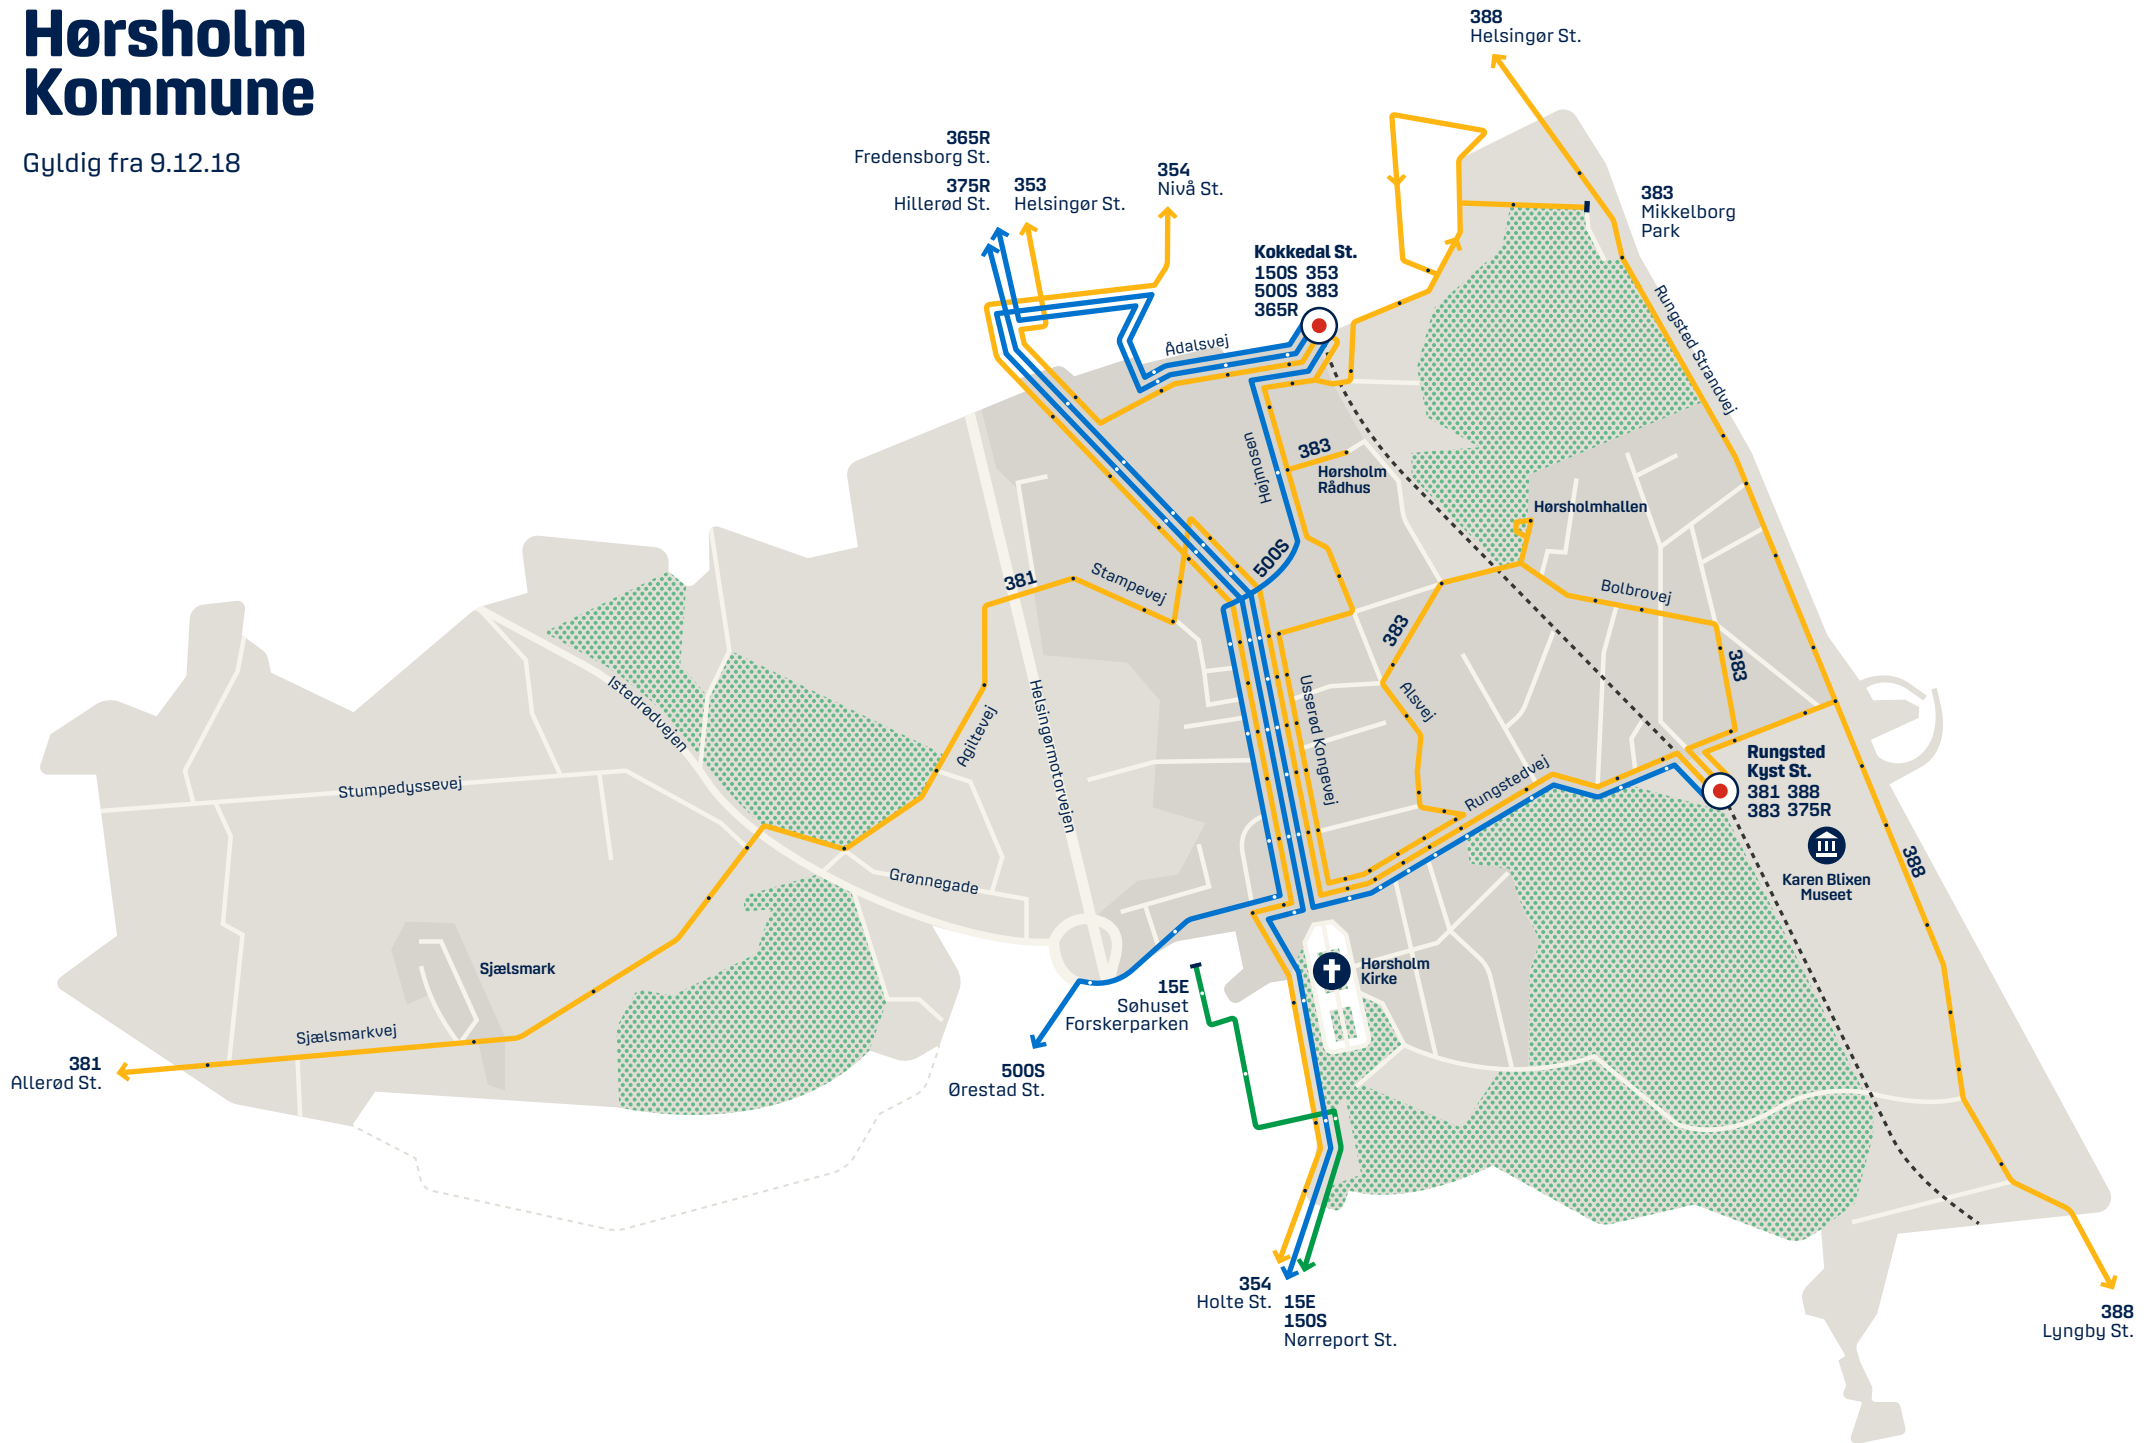 Hørsholm
Kommune
Gyldig fra 9.12.18
388
Helsingør St.
365R
Fredensborg St.
375R
Hillerød St.
353
Helsingør St.
354
Nivå St.
383
Mikkelborg
Park
Kokkedal St.
150S 353
500S 383
365R
Ådalsvej
Rungsted Strandvej
Højmosen
383
Hørsholm
Rådhus
Hørsholmhallen
500S
381
Stampevej
Bolbrovej
383
383
Istedrødvejen
Agiltevej
Helsingørmotorvejen
Usserød Kongevej
Alsvej
Rungstedvej
Rungsted
Kyst St.
381 388
383 375R
Stumpedyssevej
Karen Blixen
Museet
388
Grønnegade
Sjælsmark
Hørsholm
Kirke
15E
Søhuset
Forskerparken
Sjælsmarkvej
381
Allerød St.
500S
Ørestad St.
354
Holte St.
15E
150S
Nørreport St.
388
Lyngby St.